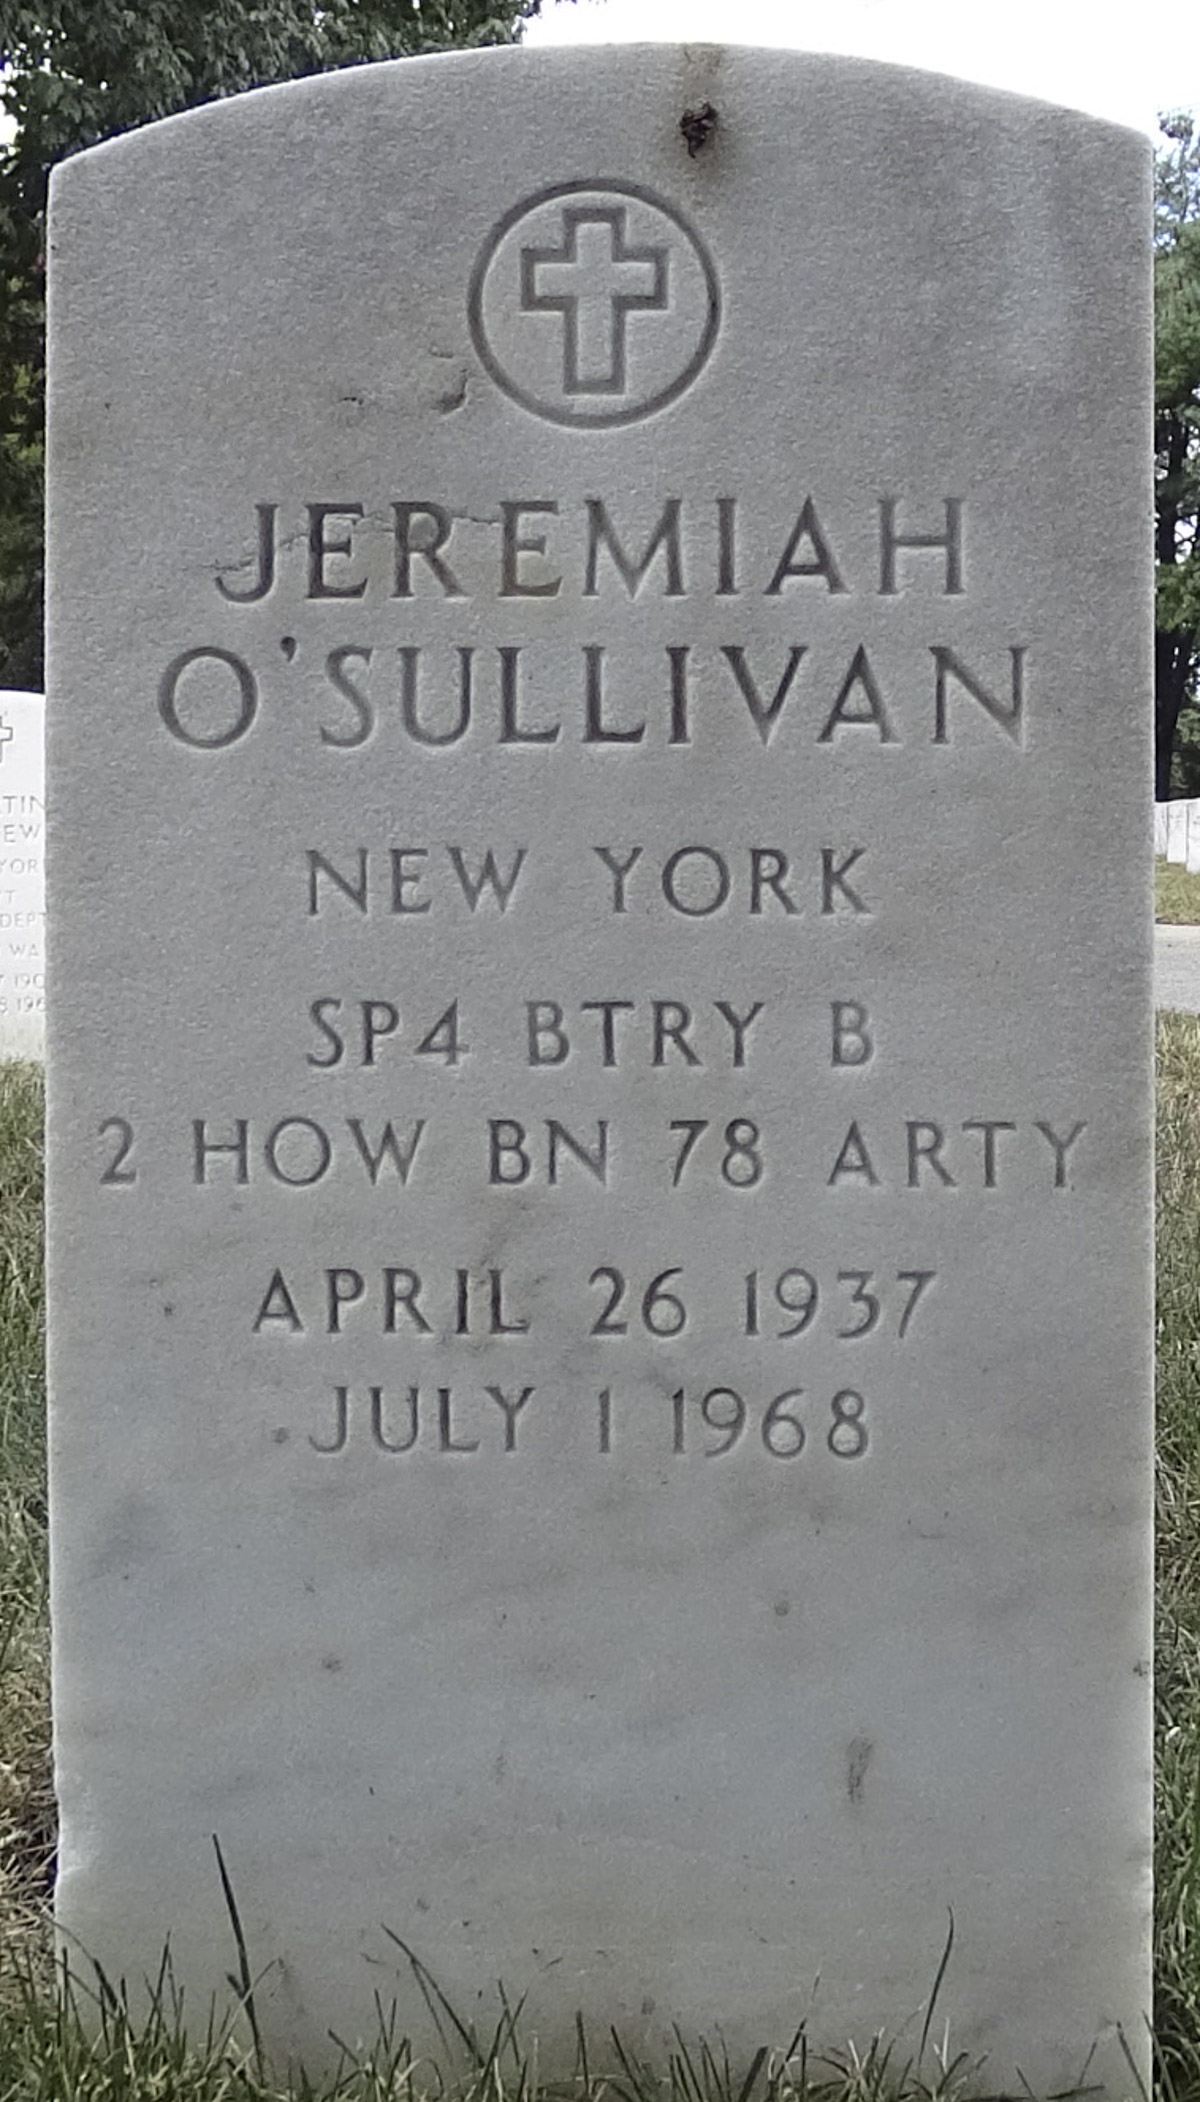 JEREMIAH
O'SULLIVAN
NEW YORK
SP4 BTRY B
2 HOW BN 78 ARTY
APRIL 26 1937
JULY 1 1968